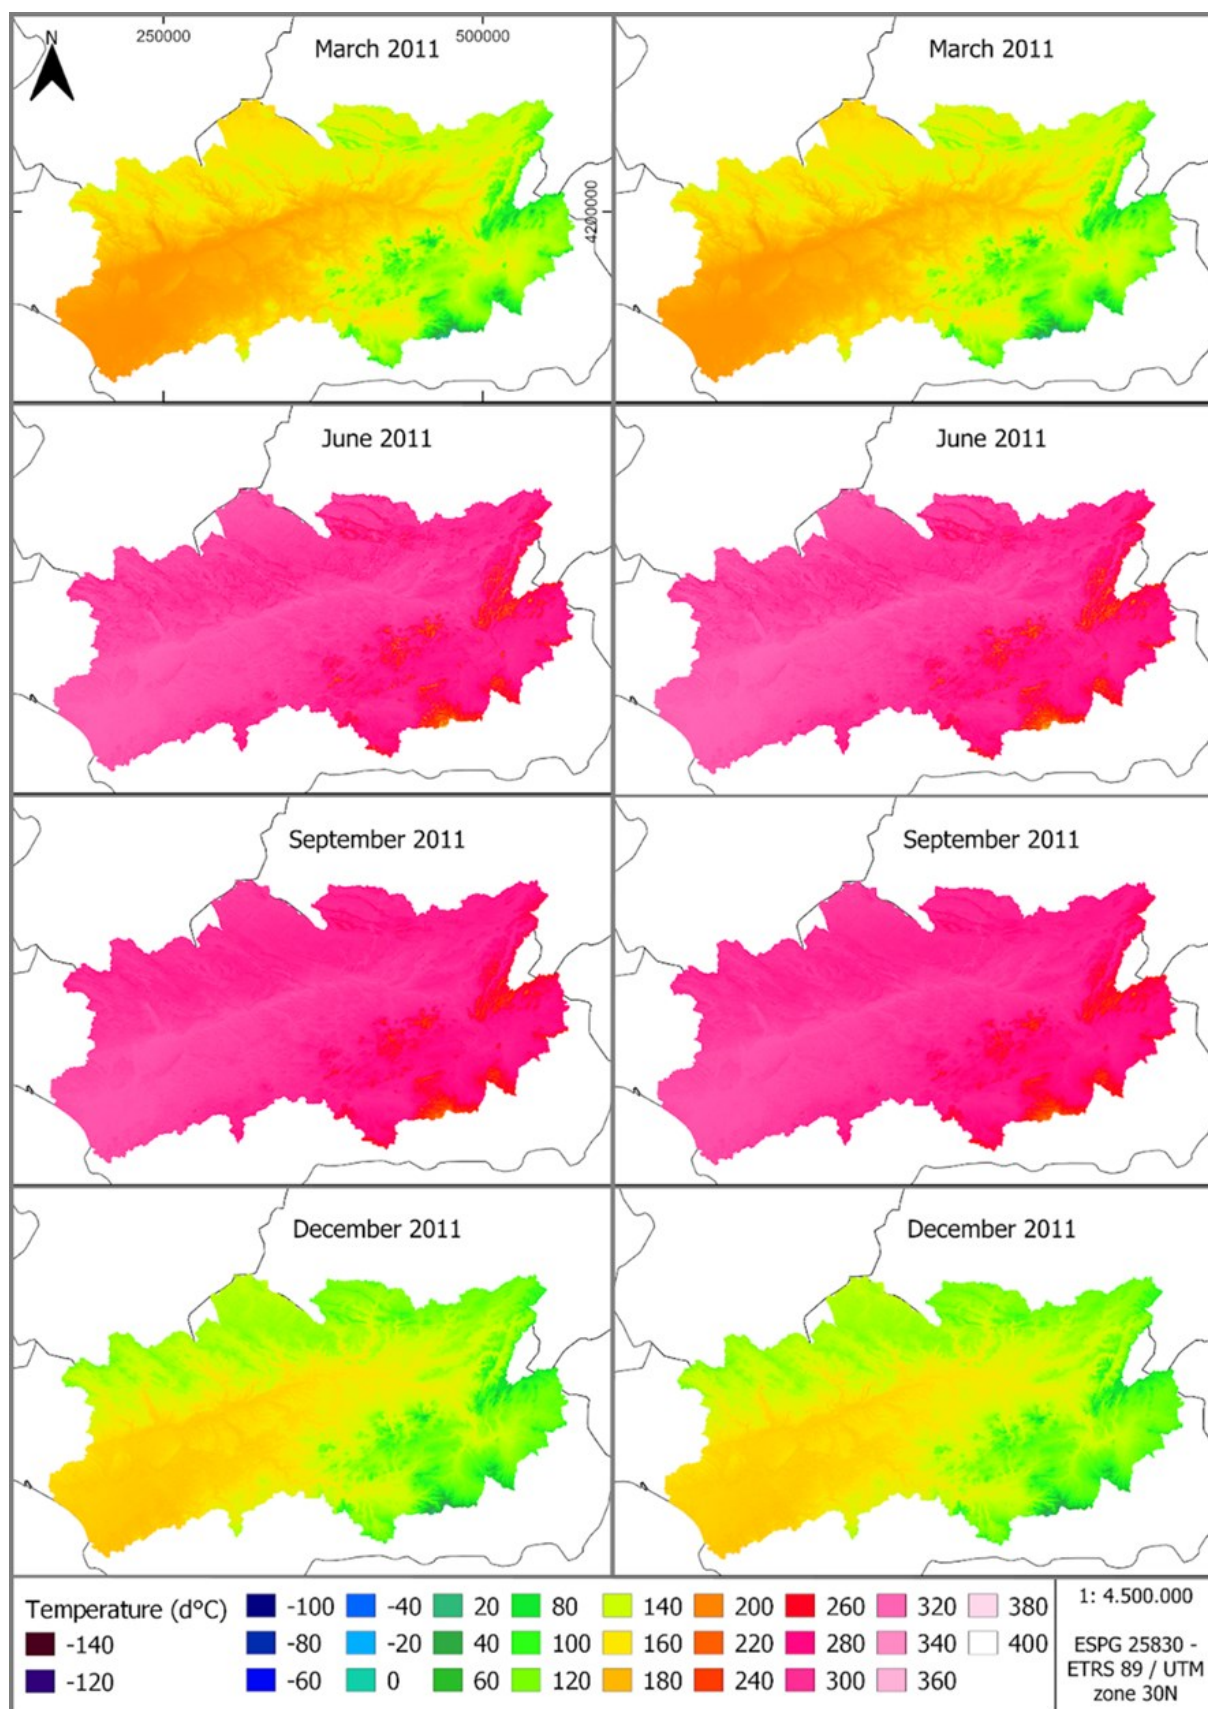 N
250000
500000
March 2011
March 2011
4200000
June 2011
June 2011
September 2011
September 2011
December 2011
December 2011
Temperature (d°C)
-140
-120
-100
-80
-60
-40
-20
0
20
40
60
80
100
120
140
160
180
200
220
240
260
280
300
320
340
360
380
400
1: 4.500.000
ESPG 25830 -
ETRS 89 / UTM
zone 30N